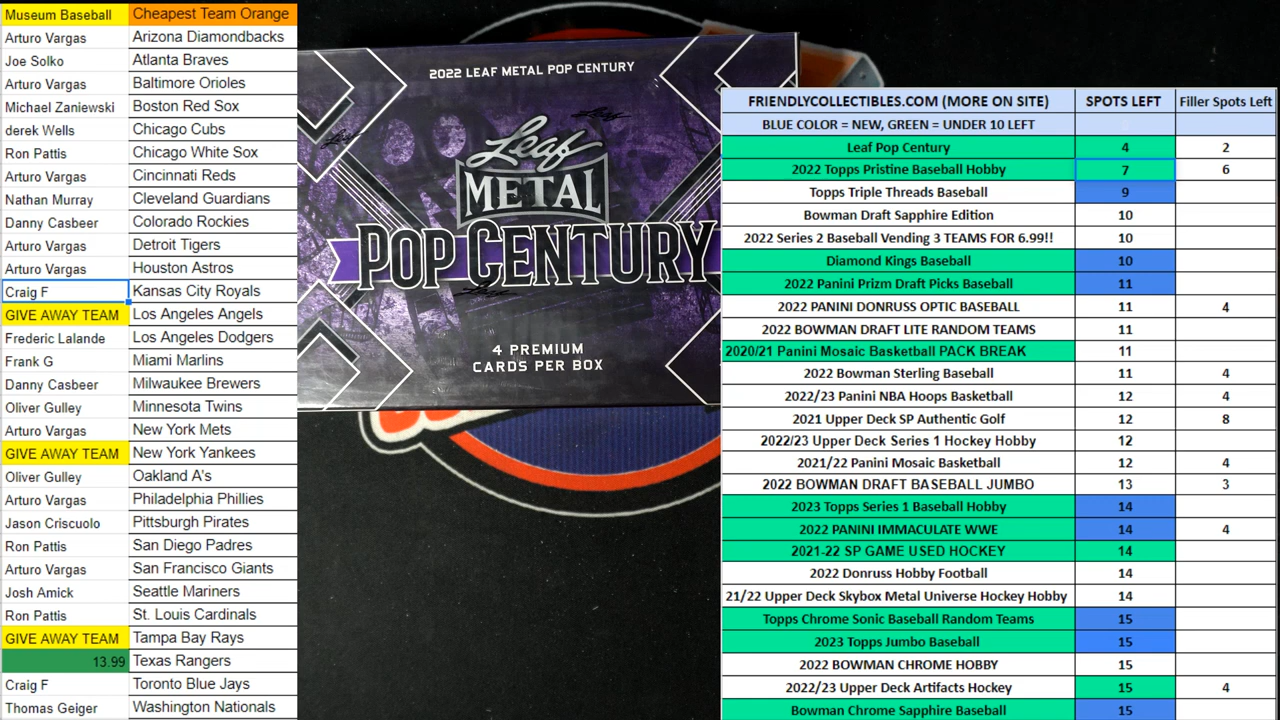 Museum Baseball Cheapest Team Orange
Arturo Vargas Arizona Diamondbacks
Joe Solko Atlanta Braves
Arturo Vargas Baltimore Orioles
Michael Zaniewski Boston Red Sox
derek Wells Chicago Cubs
Ron Pattis Chicago White Sox
Arturo Vargas Cincinnati Reds
Nathan Murray Cleveland Guardians
Danny Casbeer Colorado Rockies
Arturo Vargas Detroit Tigers
Arturo Vargas Houston Astros
Craig F Kansas City Royals
GIVE AWAY TEAM Los Angeles Angels
Frederic Lalande Los Angeles Dodgers
Frank G Miami Marlins
Danny Casbeer Milwaukee Brewers
Oliver Gulley Minnesota Twins
Arturo Vargas New York Mets
GIVE AWAY TEAM New York Yankees
Oliver Gulley Oakland A's
Arturo Vargas Philadelphia Phillies
Jason Criscuolo Pittsburgh Pirates
Ron Pattis San Diego Padres
Arturo Vargas San Francisco Giants
Josh Amick Seattle Mariners
Ron Pattis St. Louis Cardinals
GIVE AWAY TEAM Tampa Bay Rays
13.99 Texas Rangers
Craig F Toronto Blue Jays
Thomas Geiger Washington Nationals
2022 LEAF METAL POP CENTURY
Leaf
METAL
POP CENTURY
4 PREMIUM
CARDS PER BOX
FRIENDLYCOLLECTIBLES.COM (MORE ON SITE) SPOTS LEFT Filler Spots Left
BLUE COLOR = NEW, GREEN = UNDER 10 LEFT
Leaf Pop Century 4 2
2022 Topps Pristine Baseball Hobby 7 6
Topps Triple Threads Baseball 9
Bowman Draft Sapphire Edition 10
2022 Series 2 Baseball Vending 3 TEAMS FOR 6.99!! 10
Diamond Kings Baseball 10
2022 Panini Prizm Draft Picks Baseball 11
2022 PANINI DONRUSS OPTIC BASEBALL 11 4
2022 BOWMAN DRAFT LITE RANDOM TEAMS 11
2020/21 Panini Mosaic Basketball PACK BREAK 11
2022 Bowman Sterling Baseball 11 4
2022/23 Panini NBA Hoops Basketball 12 4
2021 Upper Deck SP Authentic Golf 12 8
2022/23 Upper Deck Series 1 Hockey Hobby 12
2021/22 Panini Mosaic Basketball 12 4
2022 BOWMAN DRAFT BASEBALL JUMBO 13 3
2023 Topps Series 1 Baseball Hobby 14
2022 PANINI IMMACULATE WWE 14 4
2021-22 SP GAME USED HOCKEY 14
2022 Donruss Hobby Football 14
21/22 Upper Deck Skybox Metal Universe Hockey Hobby 14
Topps Chrome Sonic Baseball Random Teams 15
2023 Topps Jumbo Baseball 15
2022 BOWMAN CHROME HOBBY 15
2022/23 Upper Deck Artifacts Hockey 15 4
Bowman Chrome Sapphire Baseball 15